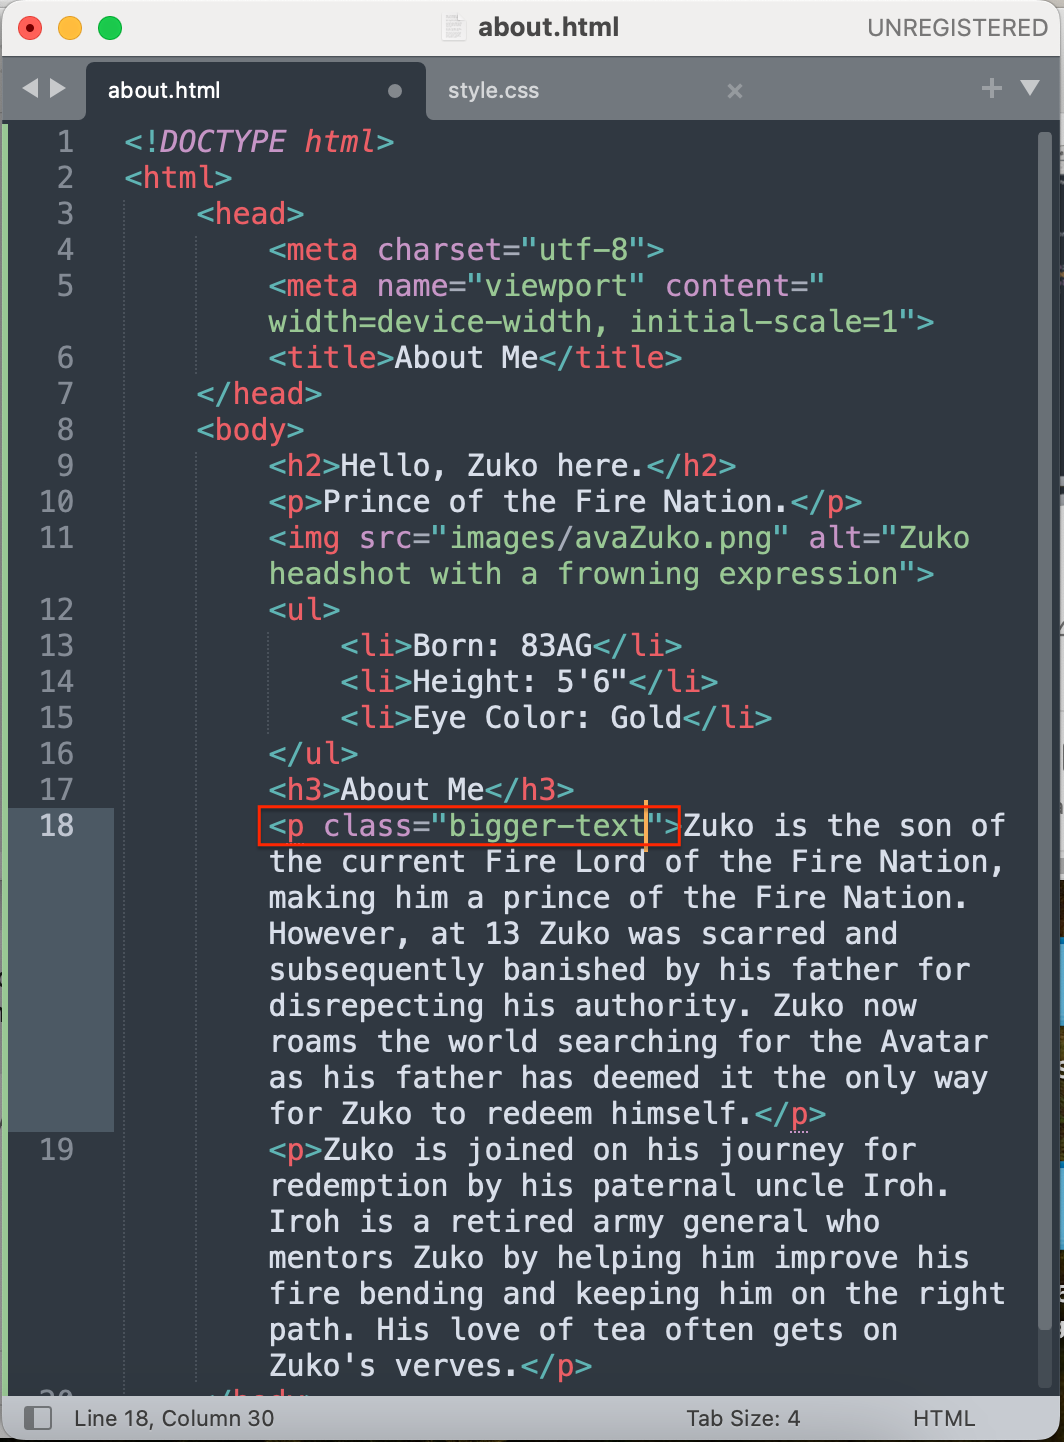 about.html
UNREGISTERED
about.html
style.css
1 <!DOCTYPE html>
2 <html>
3 <head>
4 <meta charset="utf-8">
5 <meta name="viewport" content="
width=device-width, initial-scale=1">
6 <title>About Me</title>
7 </head>
8 <body>
9 <h2>Hello, Zuko here.</h2>
10 <p>Prince of the Fire Nation.</p>
11 <img src="images/avaZuko.png" alt="Zuko
headshot with a frowning expression">
12 <ul>
13 <li>Born: 83AG</li>
14 <li>Height: 5'6"</li>
15 <li>Eye Color: Gold</li>
16 </ul>
17 <h3>About Me</h3>
18 <p class="bigger-text">Zuko is the son of
the current Fire Lord of the Fire Nation,
making him a prince of the Fire Nation.
However, at 13 Zuko was scarred and
subsequently banished by his father for
disrepecting his authority. Zuko now
roams the world searching for the Avatar
as his father has deemed it the only way
for Zuko to redeem himself.</p>
19 <p>Zuko is joined on his journey for
redemption by his paternal uncle Iroh.
Iroh is a retired army general who
mentors Zuko by helping him improve his
fire bending and keeping him on the right
path. His love of tea often gets on
Zuko's verves.</p>
Line 18, Column 30
Tab Size: 4
HTML